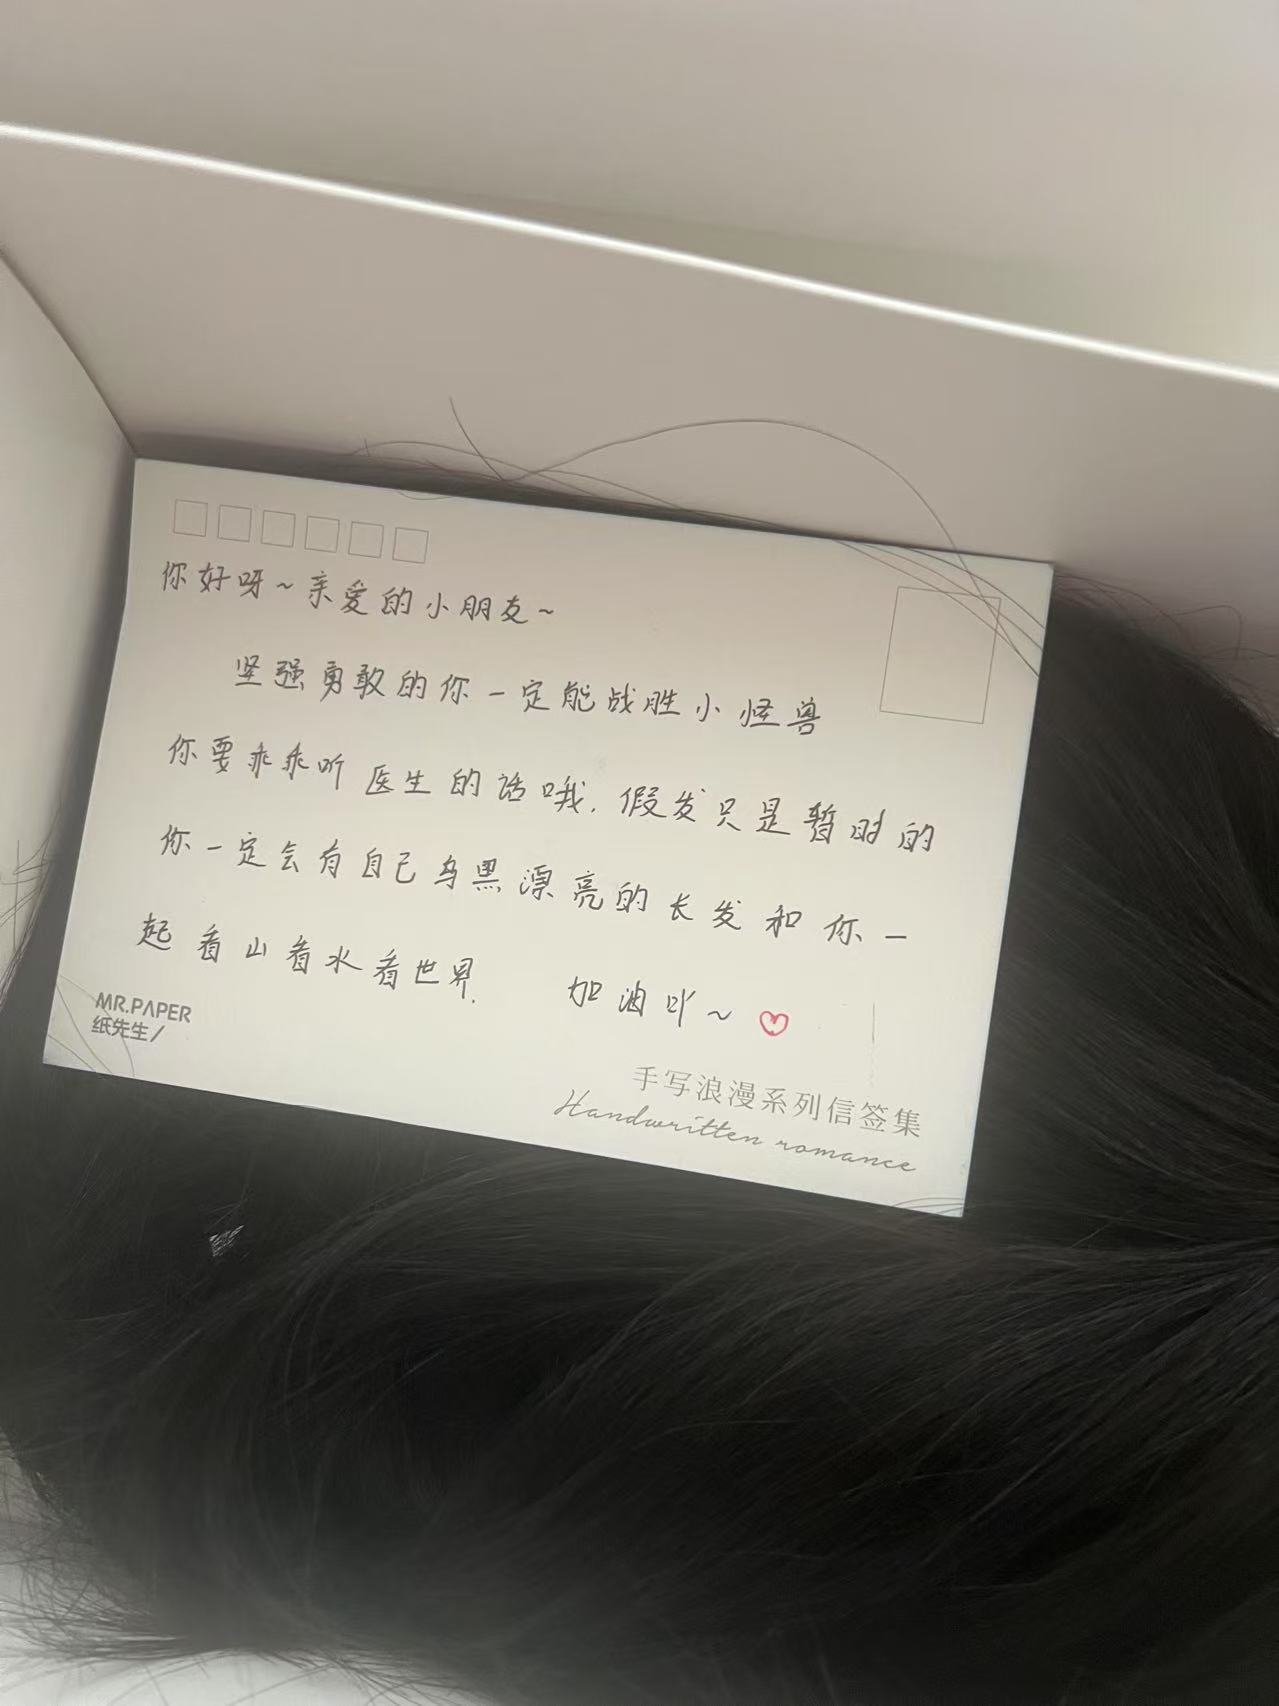 你好呀~亲爱的小朋友~
坚强勇敢的你一定能战胜小怪兽
你要乖乖听医生的话哦.假发只是暂时的
你一定会有自己乌黑漂亮的长发和你一
起看山看水看世界. 加油吖~
MR.PAPER
纸先生/
手写浪漫系列信签集
Handwritten romance